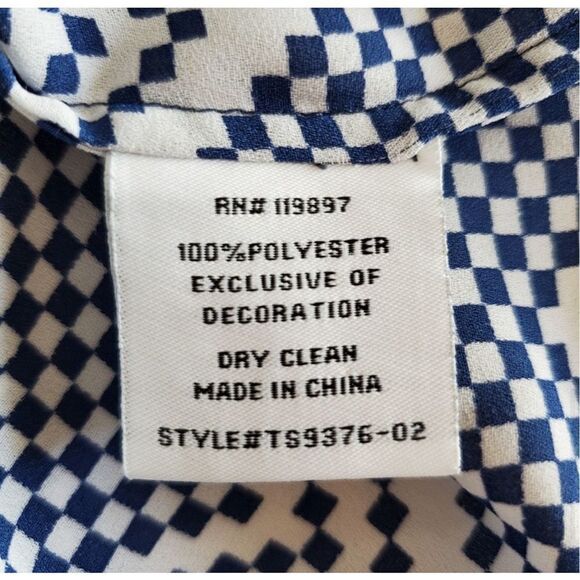 RN# 119897
100%POLYESTER
EXCLUSIVE OF
DECORATION
DRY CLEAN
MADE IN CHINA
STYLE#TS9376-02